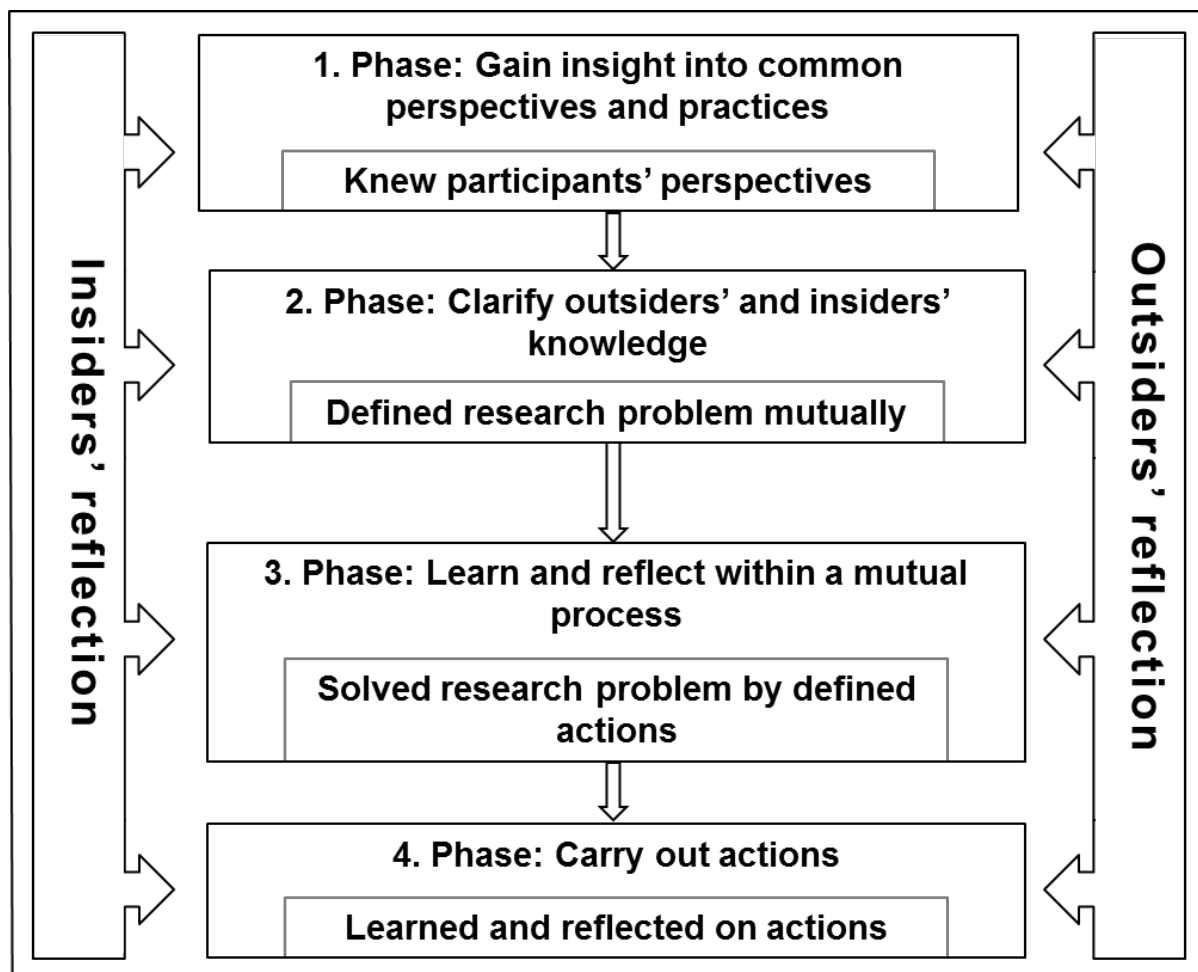 Insiders’ reflection
1. Phase: Gain insight into common
perspectives and practices
Knew participants’ perspectives
2. Phase: Clarify outsiders’ and insiders’
knowledge
Defined research problem mutually
3. Phase: Learn and reflect within a mutual
process
Solved research problem by defined
actions
4. Phase: Carry out actions
Learned and reflected on actions
Outsiders’ reflection